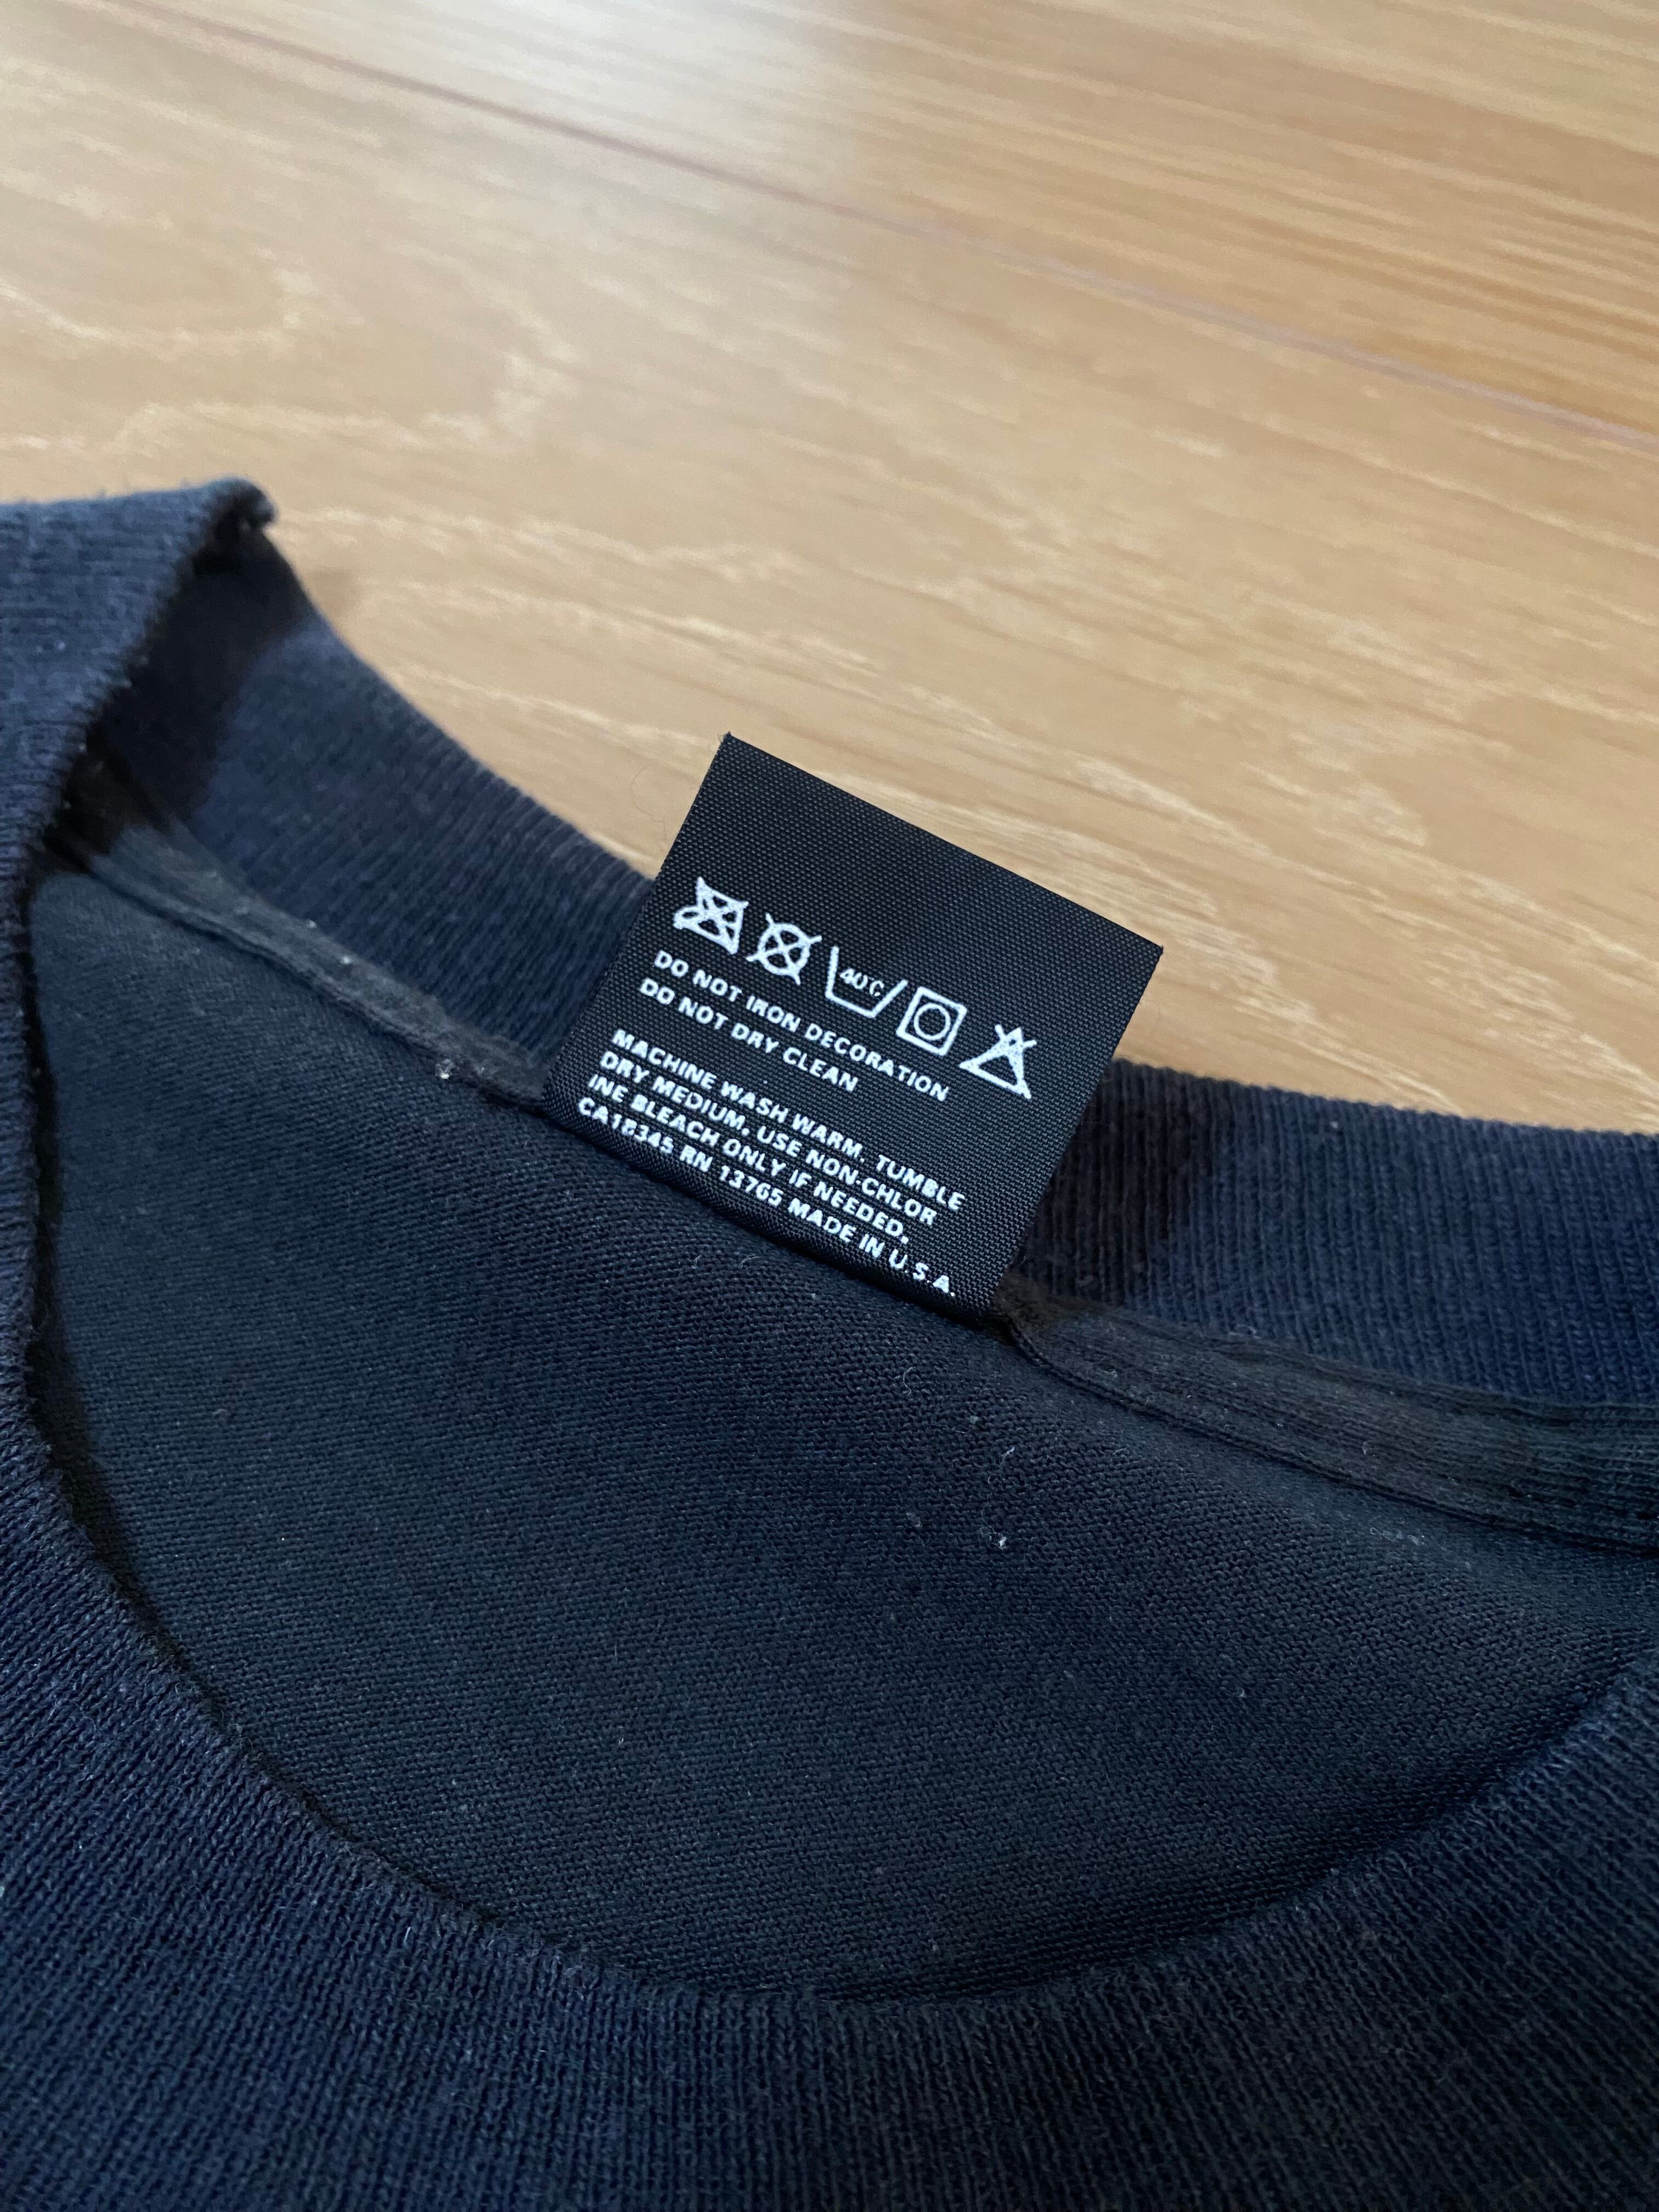 40°C
DO NOT IRON DECORATION
DO NOT DRY CLEAN
MACHINE WASH WARM. TUMBLE
DRY MEDIUM. USE NON-CHLOR
INE BLEACH ONLY IF NEEDED.
CA18345 RN 13765 MADE IN U.S.A.